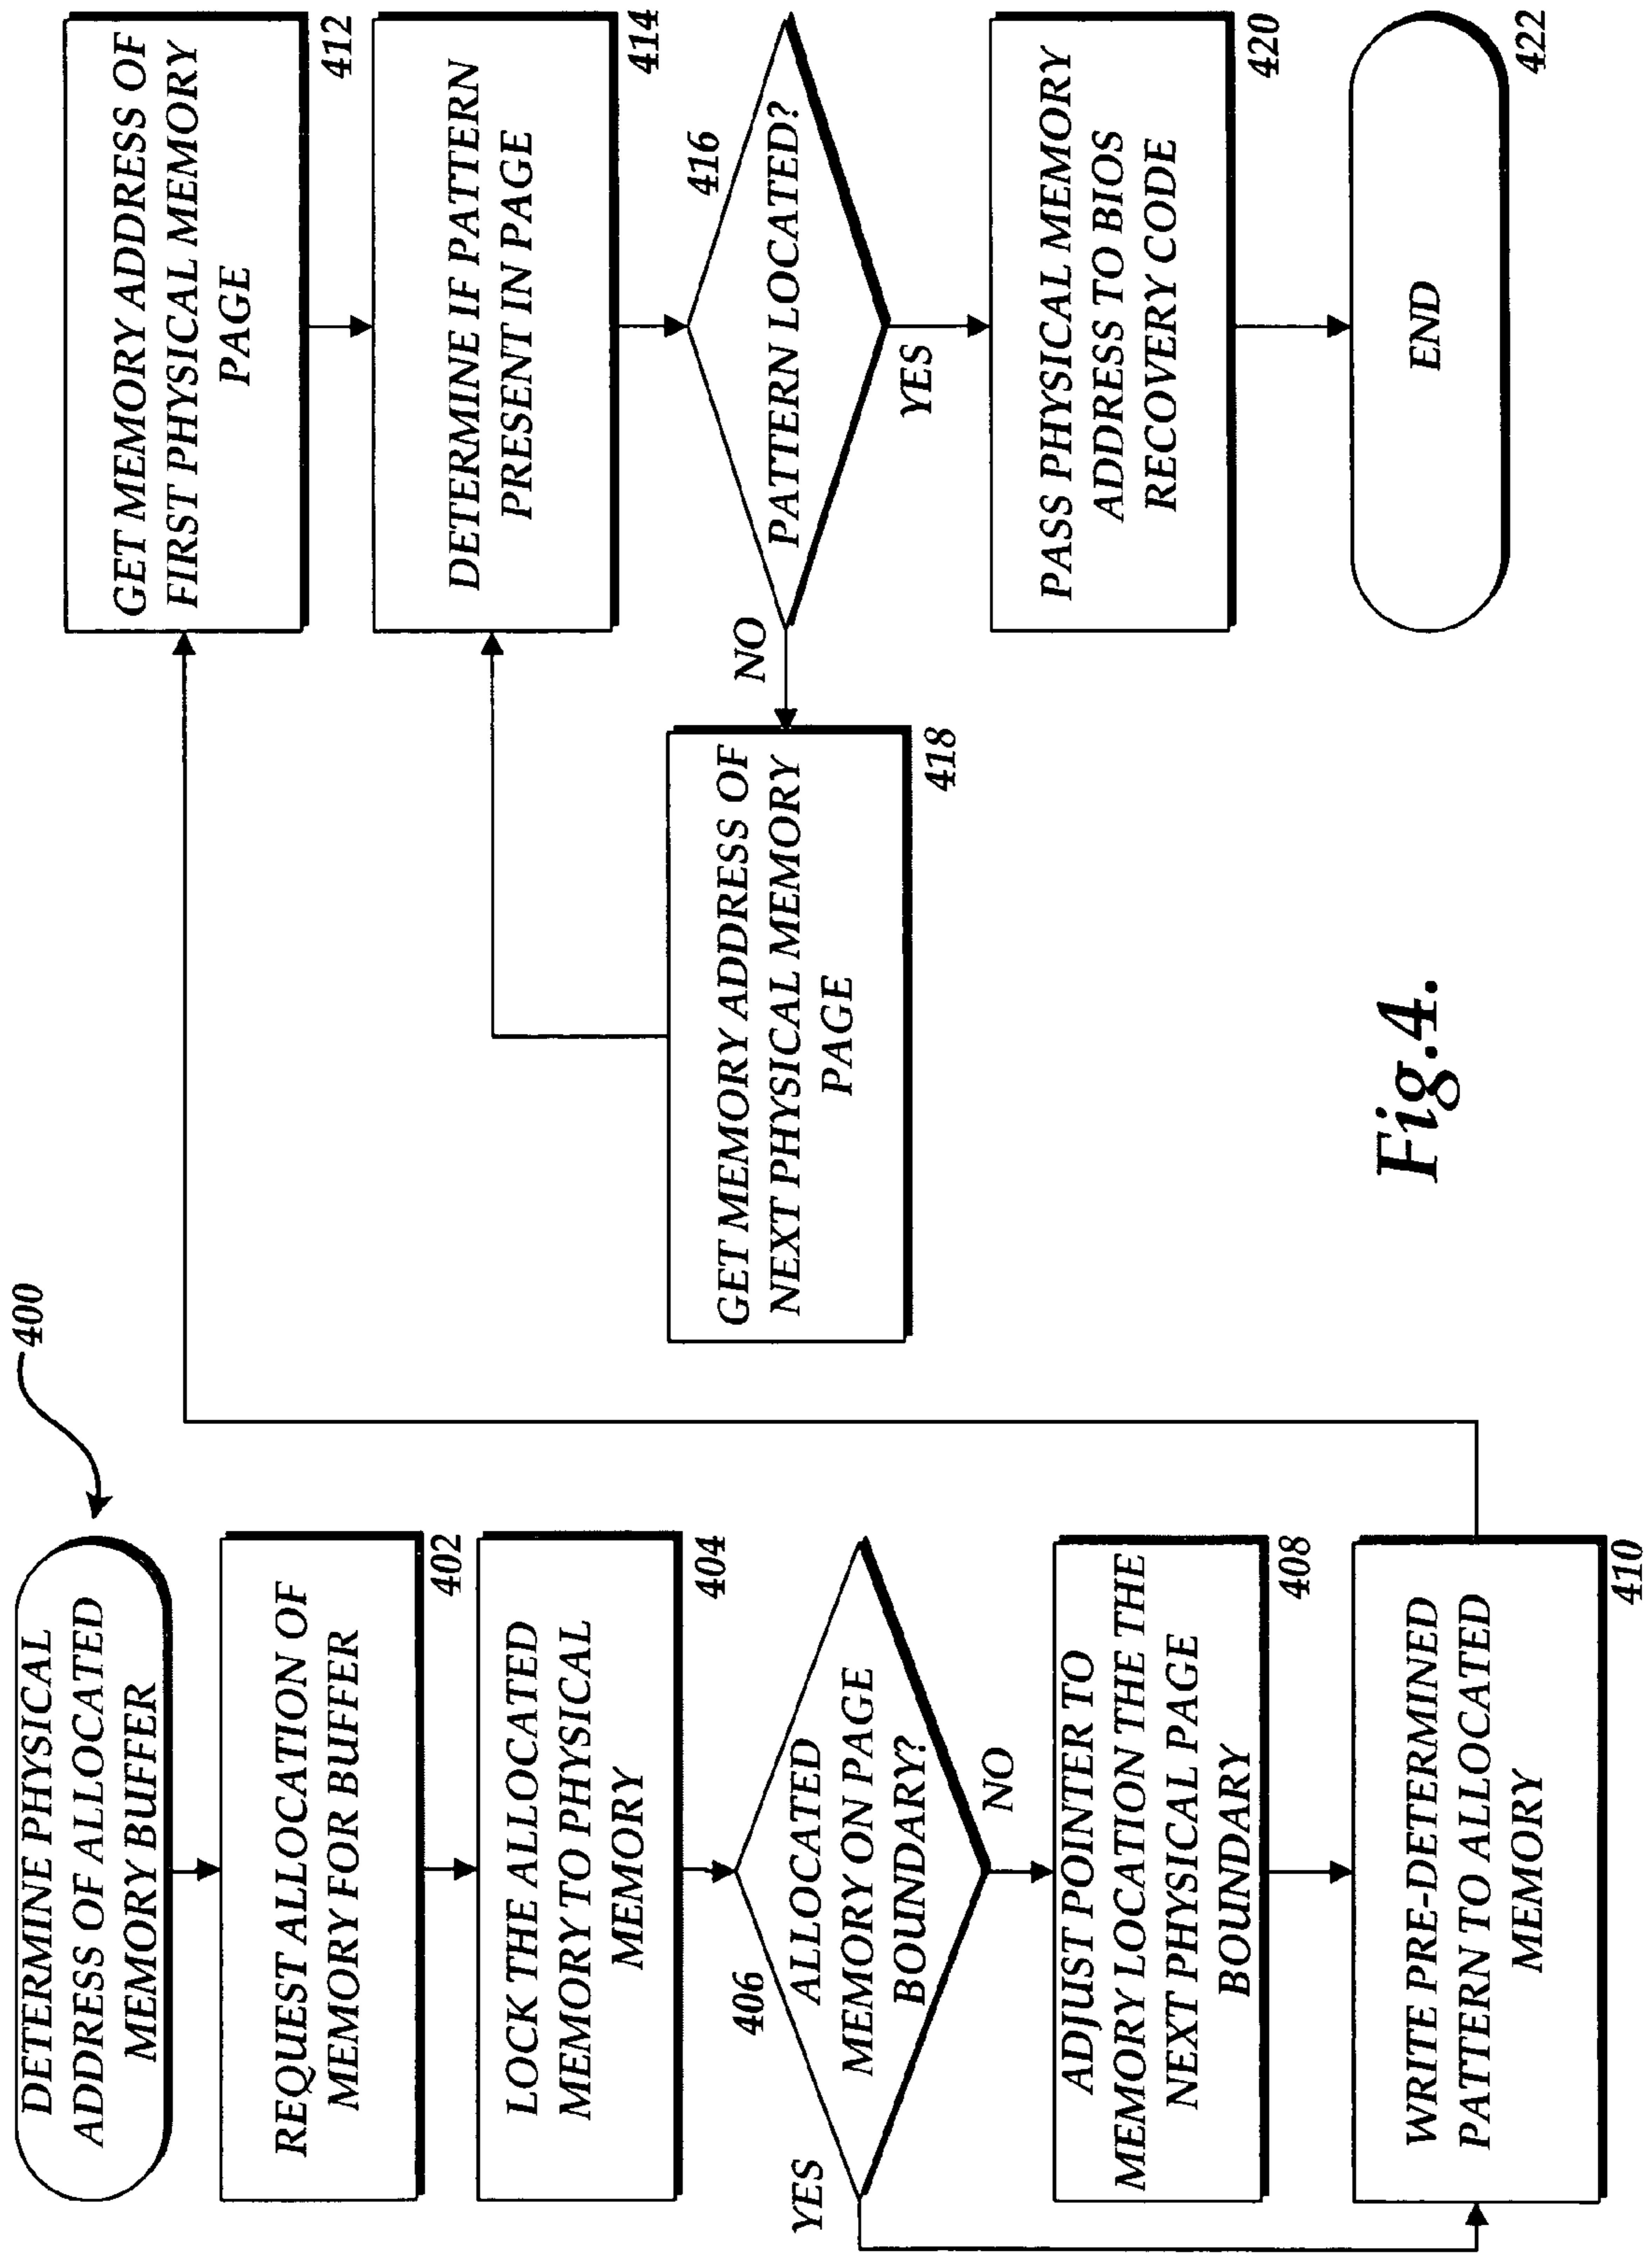 400
DETERMINE PHYSICAL
ADDRESS OF ALLOCATED
MEMORY BUFFER
REQUEST ALLOCATION OF
MEMORY FOR BUFFER
402
LOCK THE ALLOCATED
MEMORY TO PHYSICAL
MEMORY
404
406
ALLOCATED
MEMORY ON PAGE
BOUNDARY?
YES
NO
ADJUST POINTER TO
MEMORY LOCATION THE
NEXT PHYSICAL PAGE
BOUNDARY
408
WRITE PRE-DETERMINED
PATTERN TO ALLOCATED
MEMORY
410
GET MEMORY ADDRESS OF
FIRST PHYSICAL MEMORY
PAGE
412
DETERMINE IF PATTERN
PRESENT IN PAGE
414
416
PATTERN LOCATED?
NO
YES
GET MEMORY ADDRESS OF
NEXT PHYSICAL MEMORY
PAGE
418
PASS PHYSICAL MEMORY
ADDRESS TO BIOS
RECOVERY CODE
420
END
422
Fig.4.